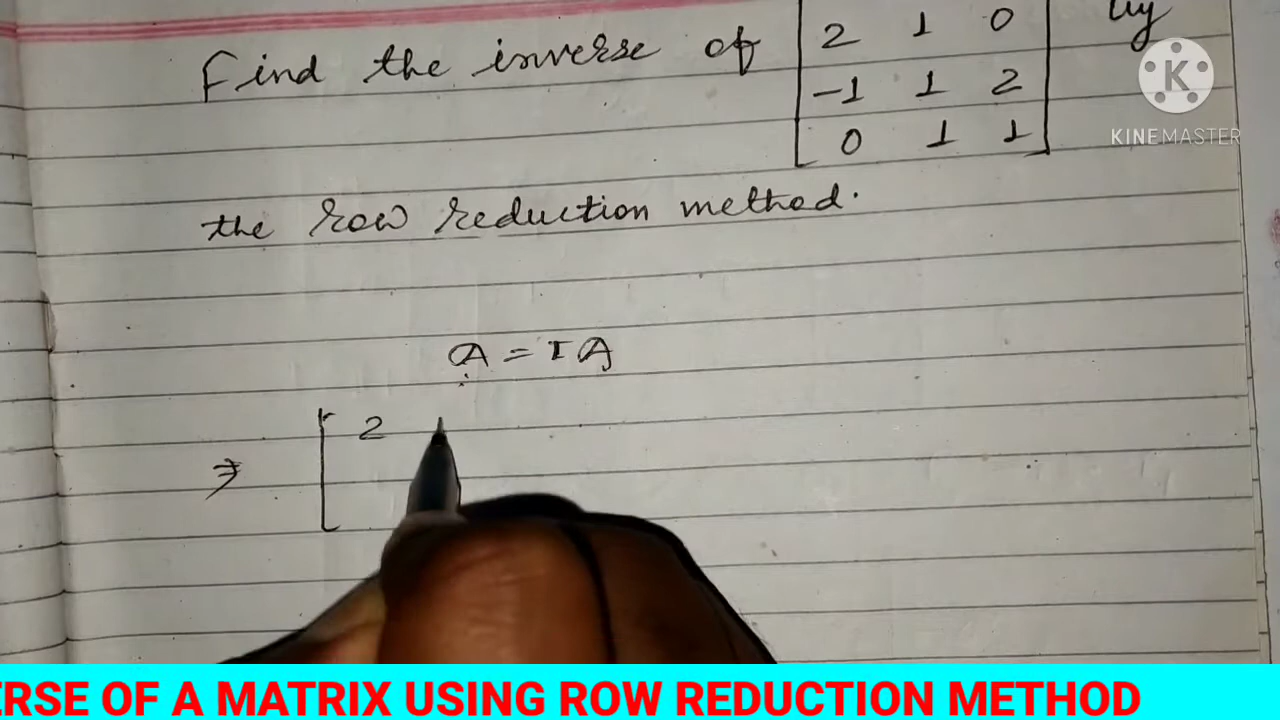 Find the inverse of [ 2 1 0 by
-1 1 2
0 1 1 ]
KINEMASTER
the row reduction method.
A = IA
⇒ [ 2
ERSE OF A MATRIX USING ROW REDUCTION METHOD